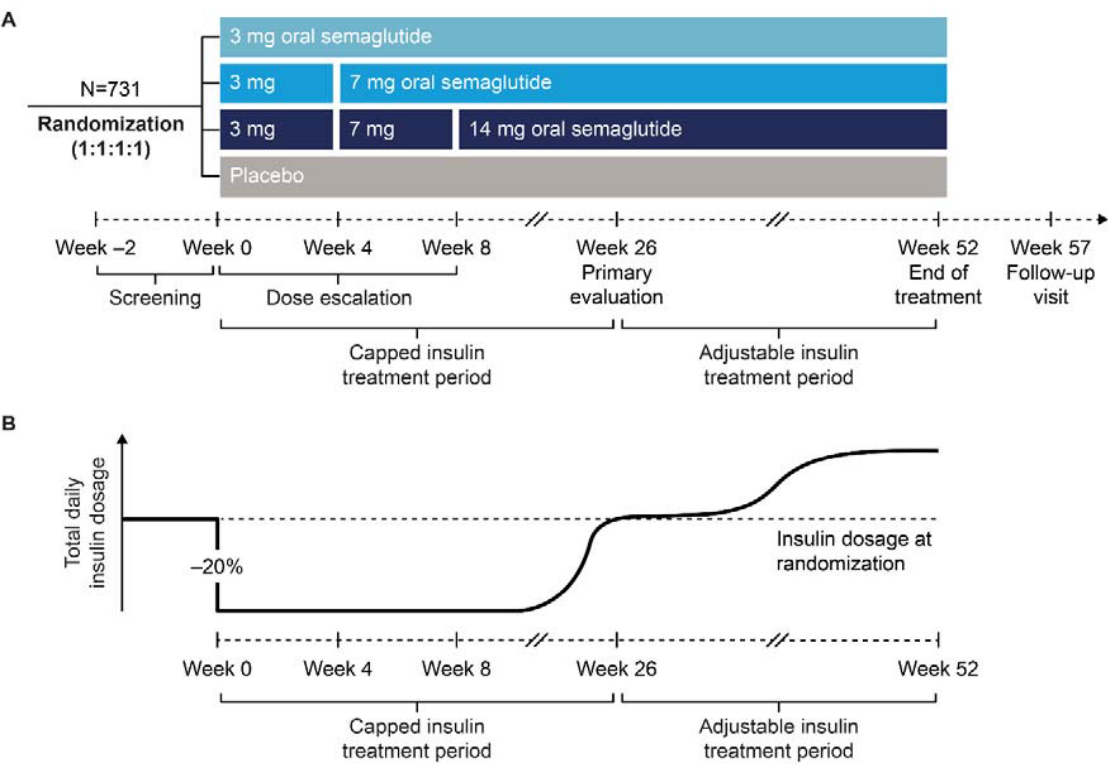 A
3 mg oral semaglutide
3 mg
7 mg oral semaglutide
3 mg
7 mg
14 mg oral semaglutide
Placebo
N=731
Randomization
(1:1:1:1)
Week –2
Week 0
Week 4
Week 8
Week 26
Primary
evaluation
Week 52
End of
treatment
Week 57
Follow-up
visit
Screening
Dose escalation
Capped insulin
treatment period
Adjustable insulin
treatment period
B
Total daily
insulin dosage
–20%
Insulin dosage at
randomization
Week 0
Week 4
Week 8
Week 26
Week 52
Capped insulin
treatment period
Adjustable insulin
treatment period